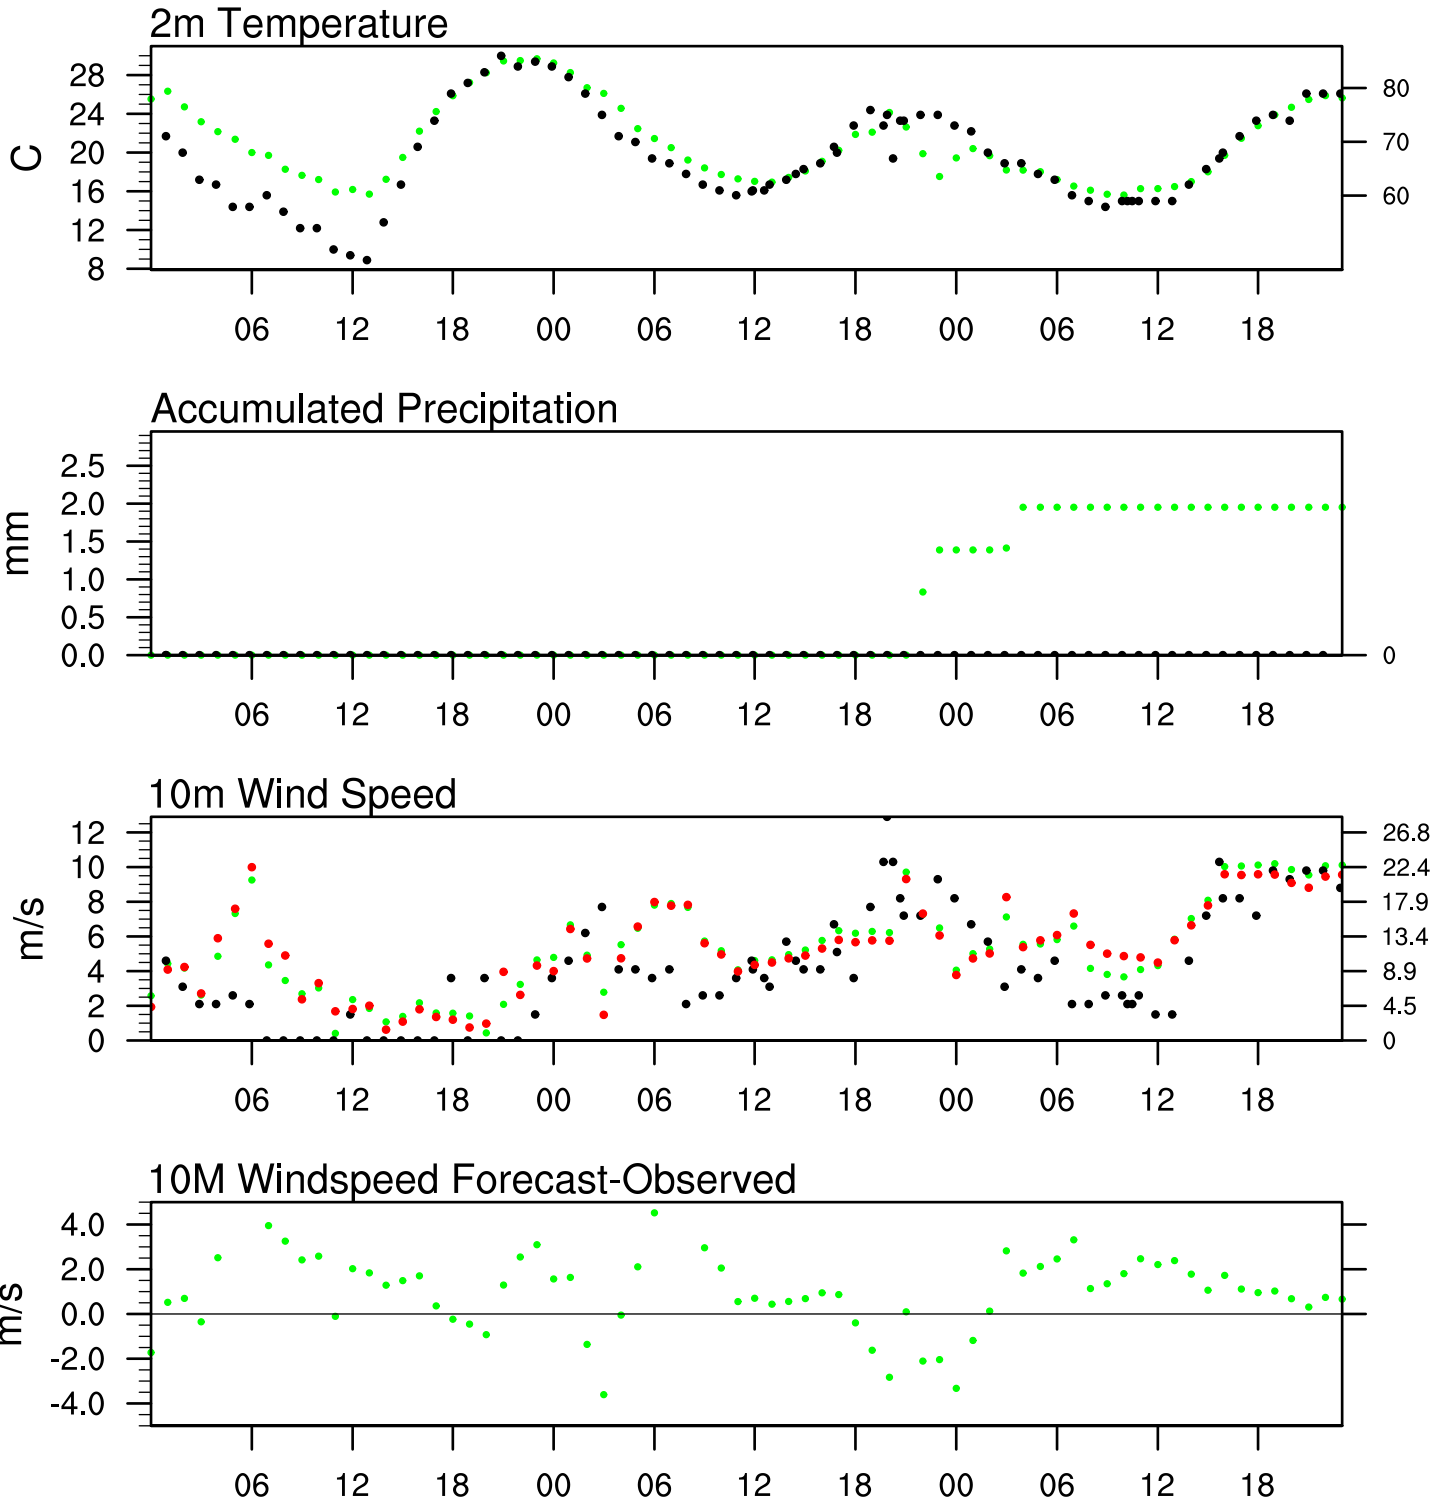 2m Temperature
C
28
24
20
16
12
8
80
70
60
06 12 18 00 06 12 18 00 06 12 18
Accumulated Precipitation
mm
2.5
2.0
1.5
1.0
0.5
0.0
0
06 12 18 00 06 12 18 00 06 12 18
10m Wind Speed
m/s
12
10
8
6
4
2
0
26.8
22.4
17.9
13.4
8.9
4.5
0
06 12 18 00 06 12 18 00 06 12 18
10M Windspeed Forecast-Observed
m/s
4.0
2.0
0.0
-2.0
-4.0
06 12 18 00 06 12 18 00 06 12 18